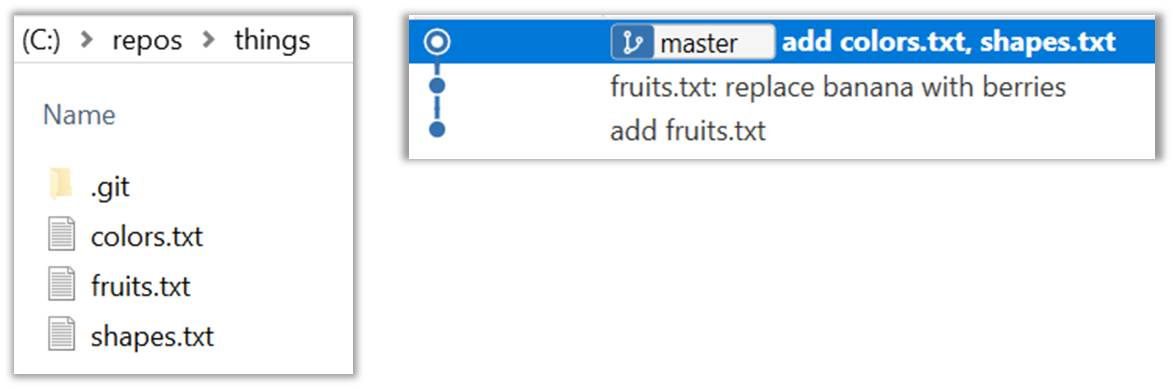 (C:) > repos > things
Name
.git
colors.txt
fruits.txt
shapes.txt
master add colors.txt, shapes.txt
fruits.txt: replace banana with berries
add fruits.txt